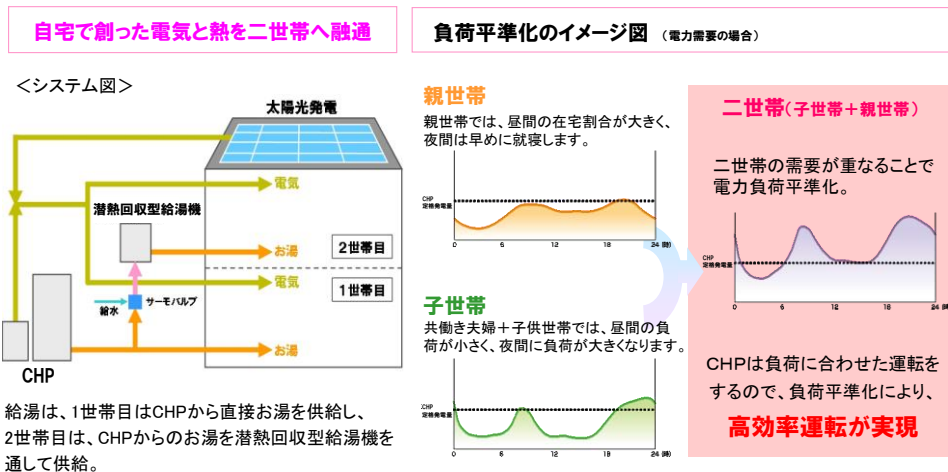 自宅で創った電気と熱を二世帯へ融通
＜システム図＞
太陽光発電
電気
潜熱回収型給湯機
お湯
2世帯目
電気
1世帯目
給水
サーモバルブ
お湯
CHP
給湯は、1世帯目はCHPから直接お湯を供給し、
2世帯目は、CHPからのお湯を潜熱回収型給湯機を
通して供給。
負荷平準化のイメージ図 （電力需要の場合）
親世帯
親世帯では、昼間の在宅割合が大きく、
夜間は早めに就寝します。
CHP
定格発電量
0 6 12 18 24 (時)
子世帯
共働き夫婦＋子供世帯では、昼間の負
荷が小さく、夜間に負荷が大きくなります。
CHP
定格発電量
0 6 12 18 24 (時)
二世帯(子世帯＋親世帯)
二世帯の需要が重なることで
電力負荷平準化。
CHP
定格発電量
0 6 12 18 24 (時)
CHPは負荷に合わせた運転を
するので、負荷平準化により、
高効率運転が実現